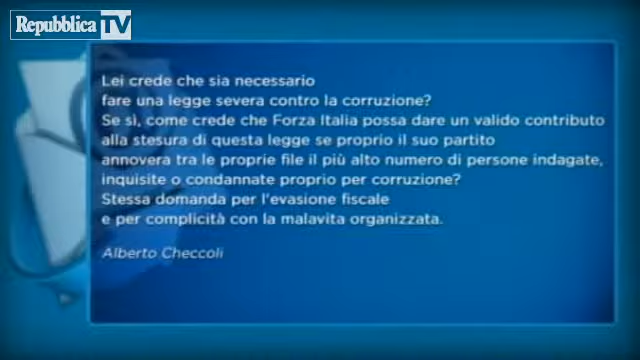 Repubblica TV
Lei crede che sia necessario
fare una legge severa contro la corruzione?
Se sì, come crede che Forza Italia possa dare un valido contributo
alla stesura di questa legge se proprio il suo partito
annovera tra le proprie file il più alto numero di persone indagate,
inquisite o condannate proprio per corruzione?
Stessa domanda per l'evasione fiscale
e per complicità con la malavita organizzata.
Alberto Checcoli